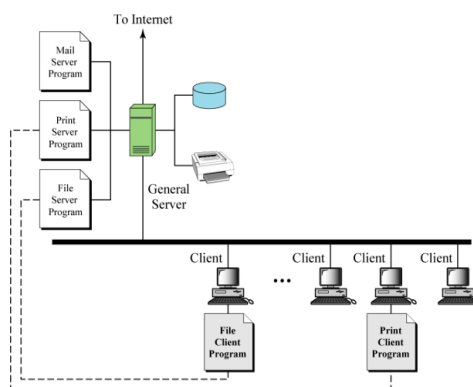 To Internet
Mail
Server
Program
Print
Server
Program
File
Server
Program
General
Server
Client
Client
Client
Client
...
File
Client
Program
Print
Client
Program